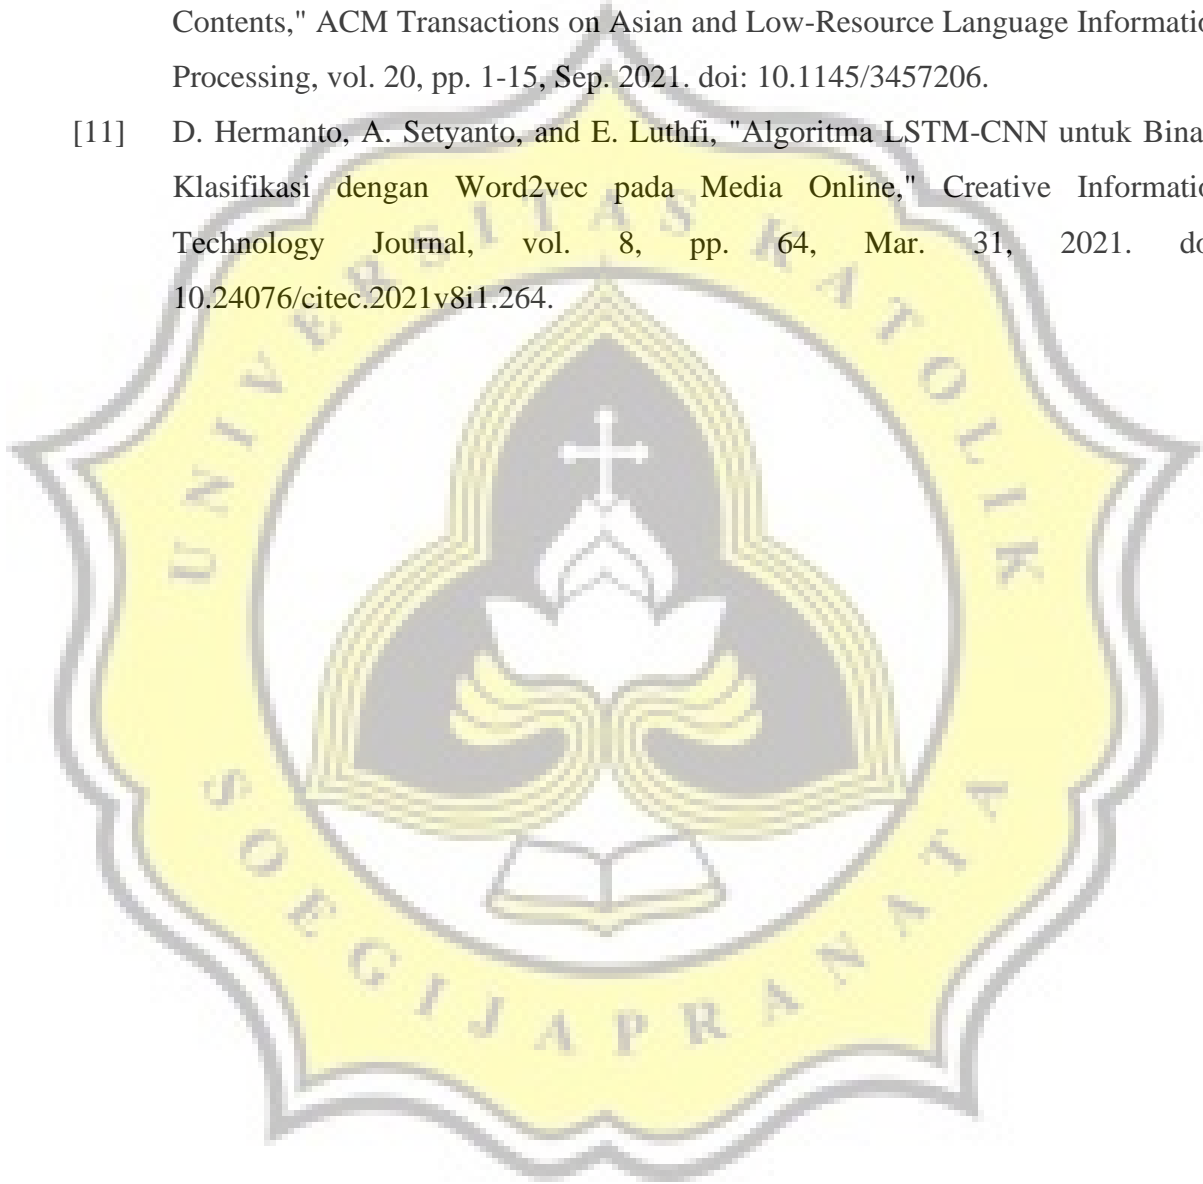 Contents," ACM Transactions on Asian and Low-Resource Language Informatio
Processing, vol. 20, pp. 1-15, Sep. 2021. doi: 10.1145/3457206.
[11] D. Hermanto, A. Setyanto, and E. Luthfi, "Algoritma LSTM-CNN untuk Bina
Klasifikasi dengan Word2vec pada Media Online," Creative Informatio
Technology Journal, vol. 8, pp. 64, Mar. 31, 2021. do
10.24076/citec.2021v8i1.264.
UNIVERSITAS KATOLIK
SOEGIJAPRANATA